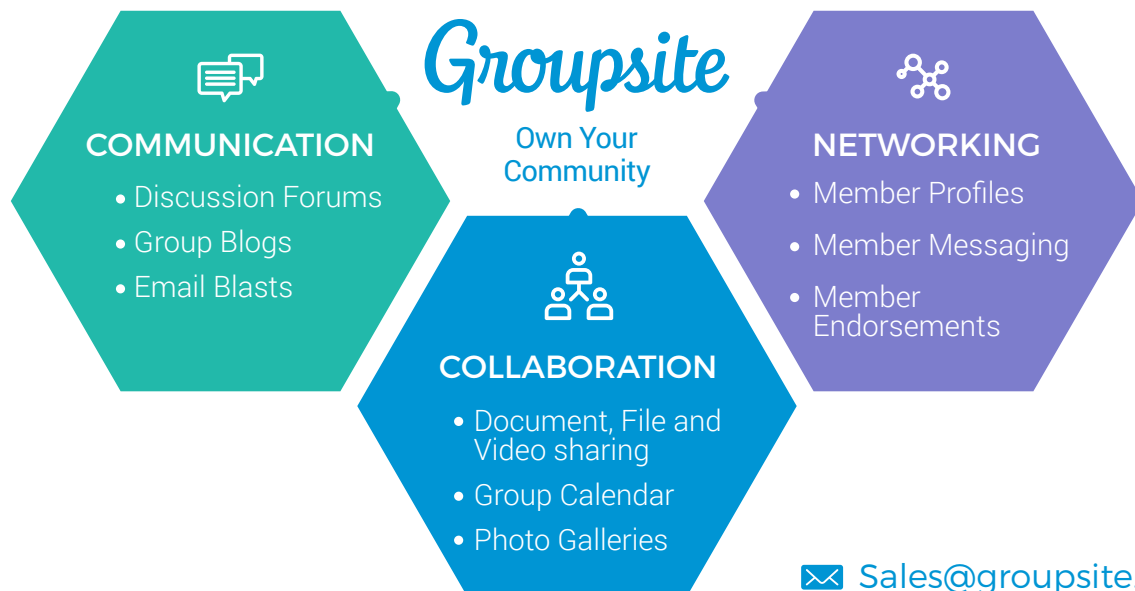 Groupsite
Own Your
Community
COMMUNICATION
• Discussion Forums
• Group Blogs
• Email Blasts
NETWORKING
• Member Profiles
• Member Messaging
• Member
Endorsements
COLLABORATION
• Document, File and
Video sharing
• Group Calendar
• Photo Galleries
Sales@groupsite